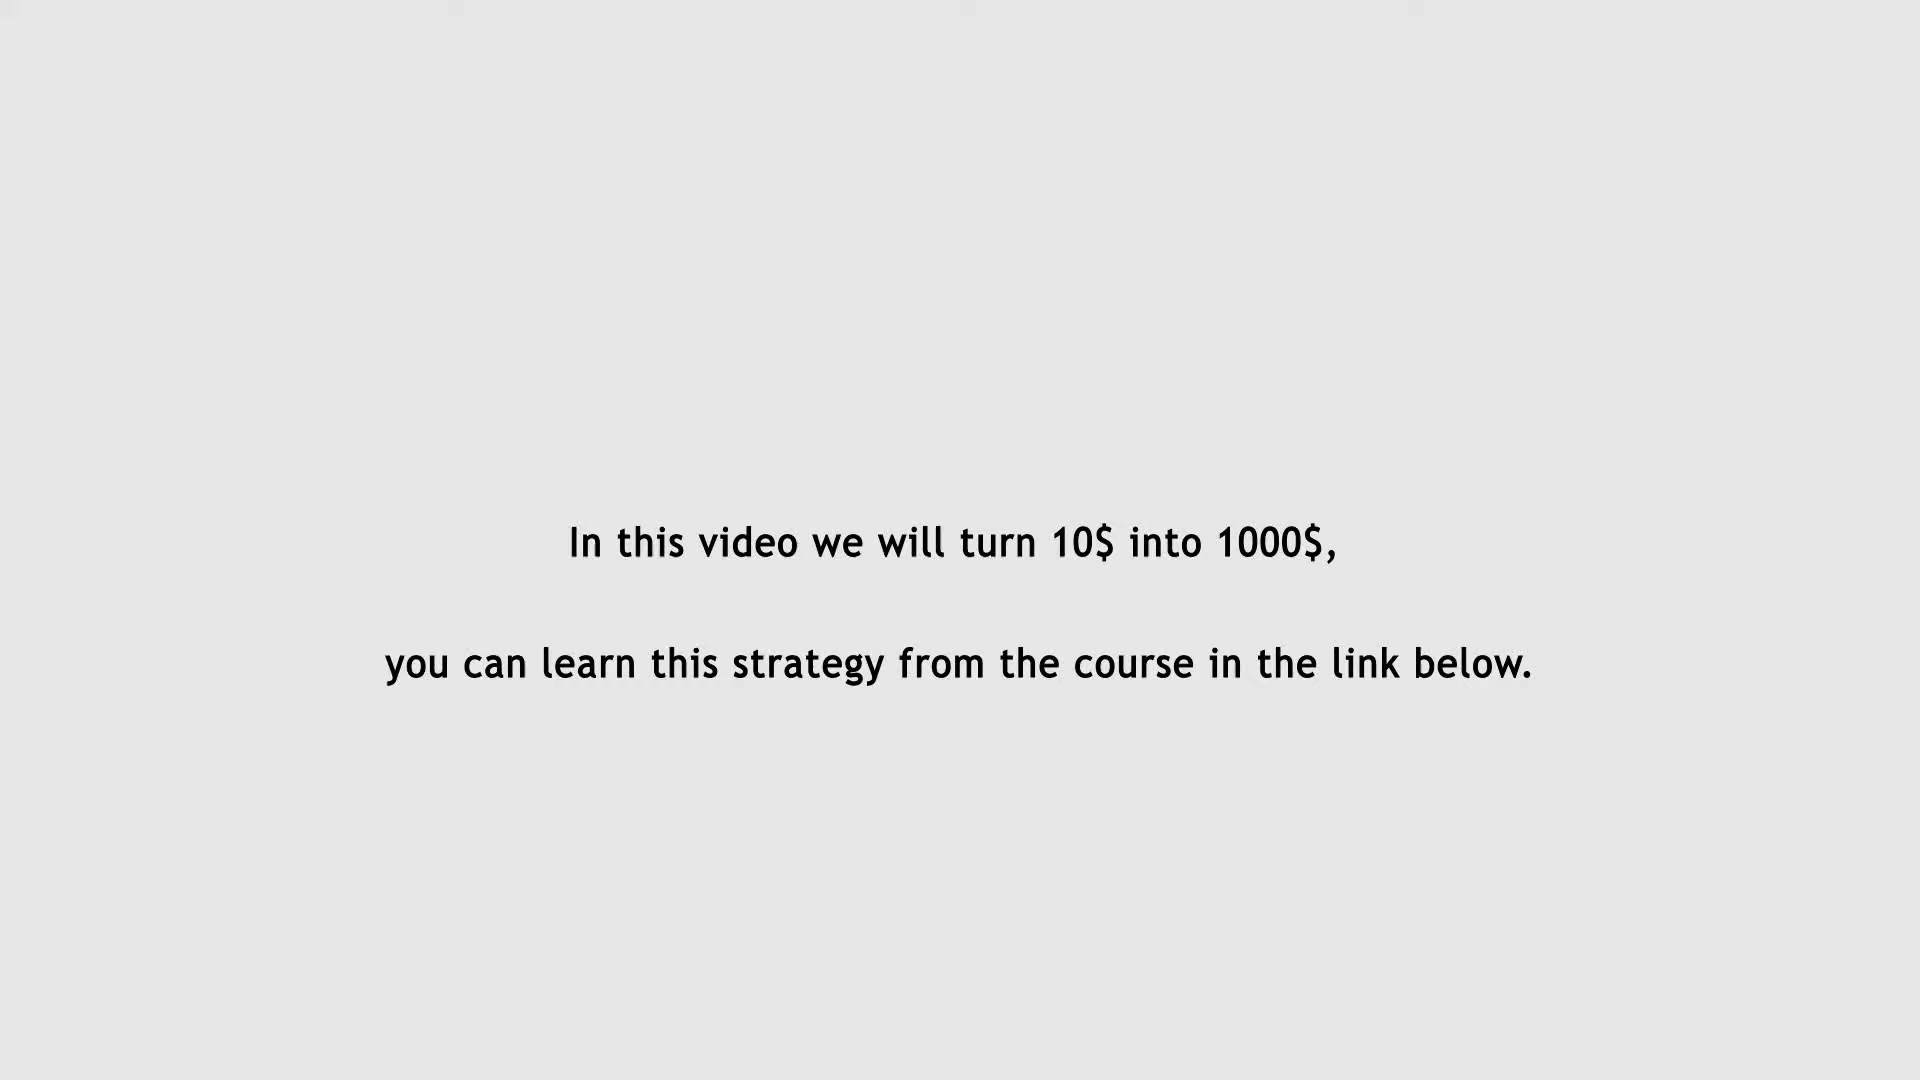 In this video we will turn 10$ into 1000$,
you can learn this strategy from the course in the link below.